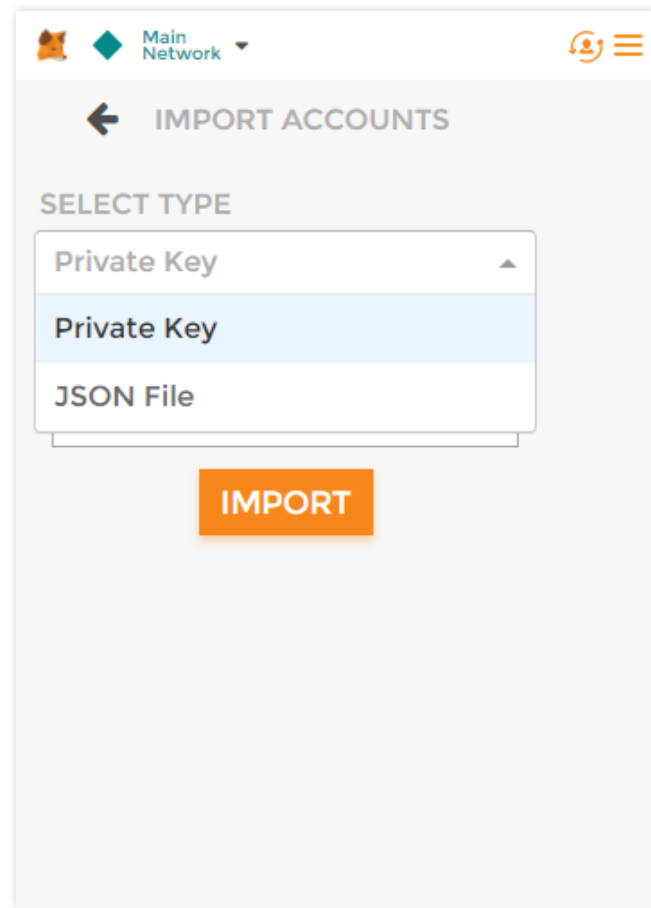 Main
Network
IMPORT ACCOUNTS
SELECT TYPE
Private Key
Private Key
JSON File
IMPORT